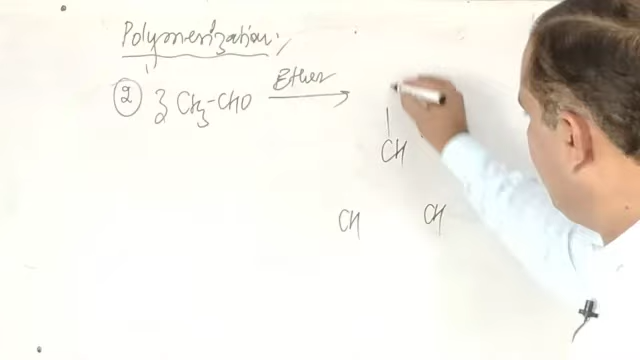 Polymerization.
② 3 CH₃-CHO Ether →
CH
CH CH